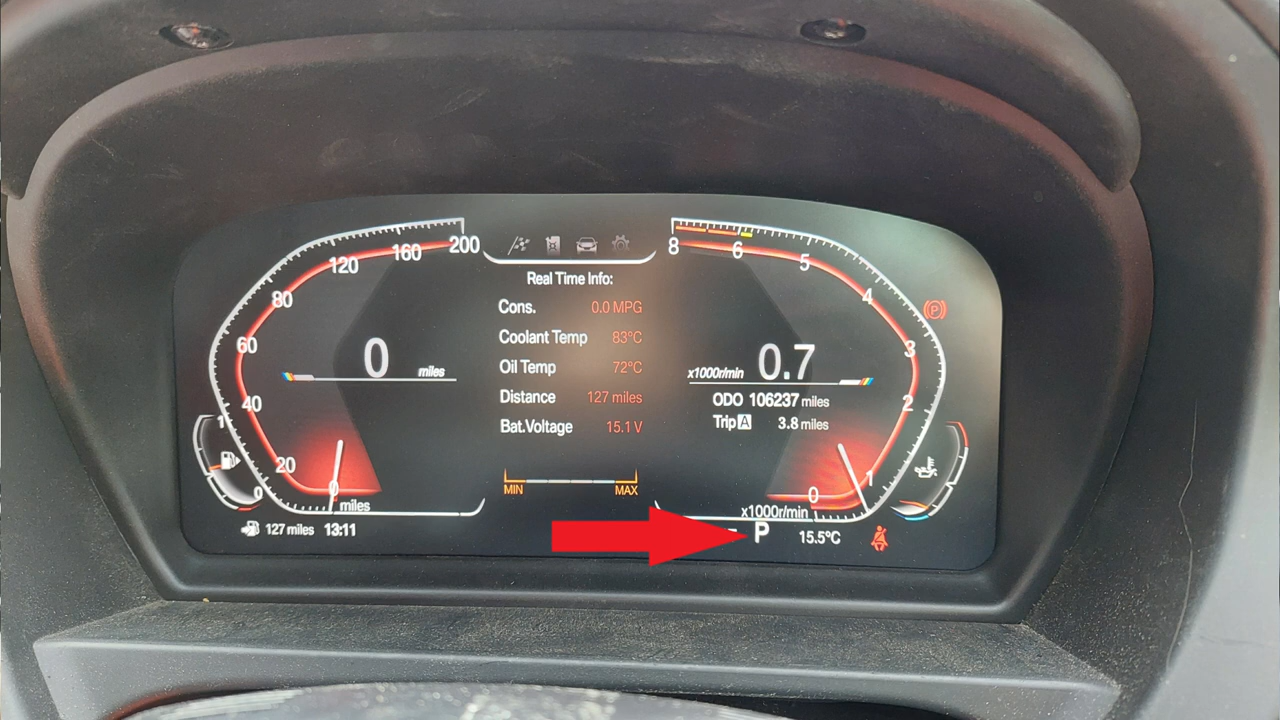 200
160
120
80
60
40
20
0
miles
0 miles
1
0
127 miles 13:11
Real Time Info:
Cons. 0.0 MPG
Coolant Temp 83°C
Oil Temp 72°C
Distance 127 miles
Bat.Voltage 15.1 V
MIN MAX
8
6
5
4
3
2
1
0
x1000r/min 0.7
ODO 106237 miles
Trip A 3.8 miles
x1000r/min
P 15.5°C
(P)